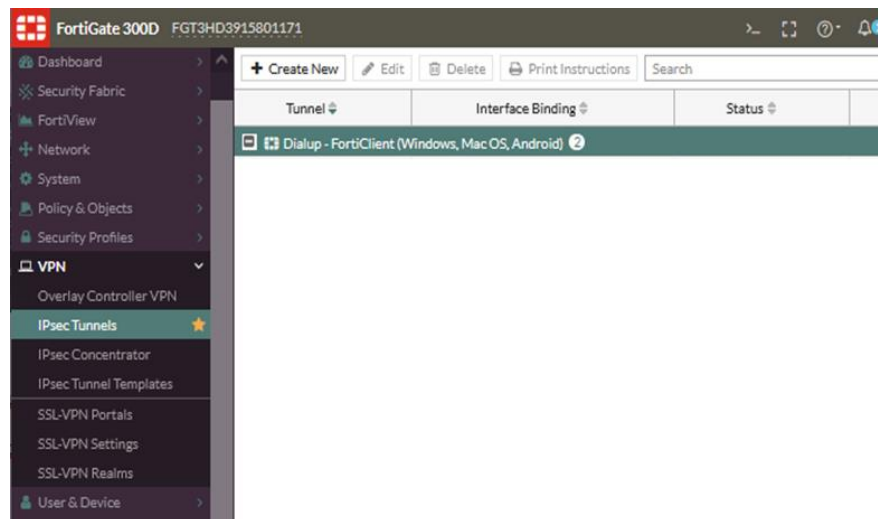 FortiGate 300D FGT3HD3915801171
Dashboard
Security Fabric
FortiView
Network
System
Policy & Objects
Security Profiles
VPN
Overlay Controller VPN
IPsec Tunnels
IPsec Concentrator
IPsec Tunnel Templates
SSL-VPN Portals
SSL-VPN Settings
SSL-VPN Realms
User & Device
+ Create New Edit Delete Print Instructions Search
Tunnel Interface Binding Status
Dialup - FortiClient (Windows, Mac OS, Android) 2